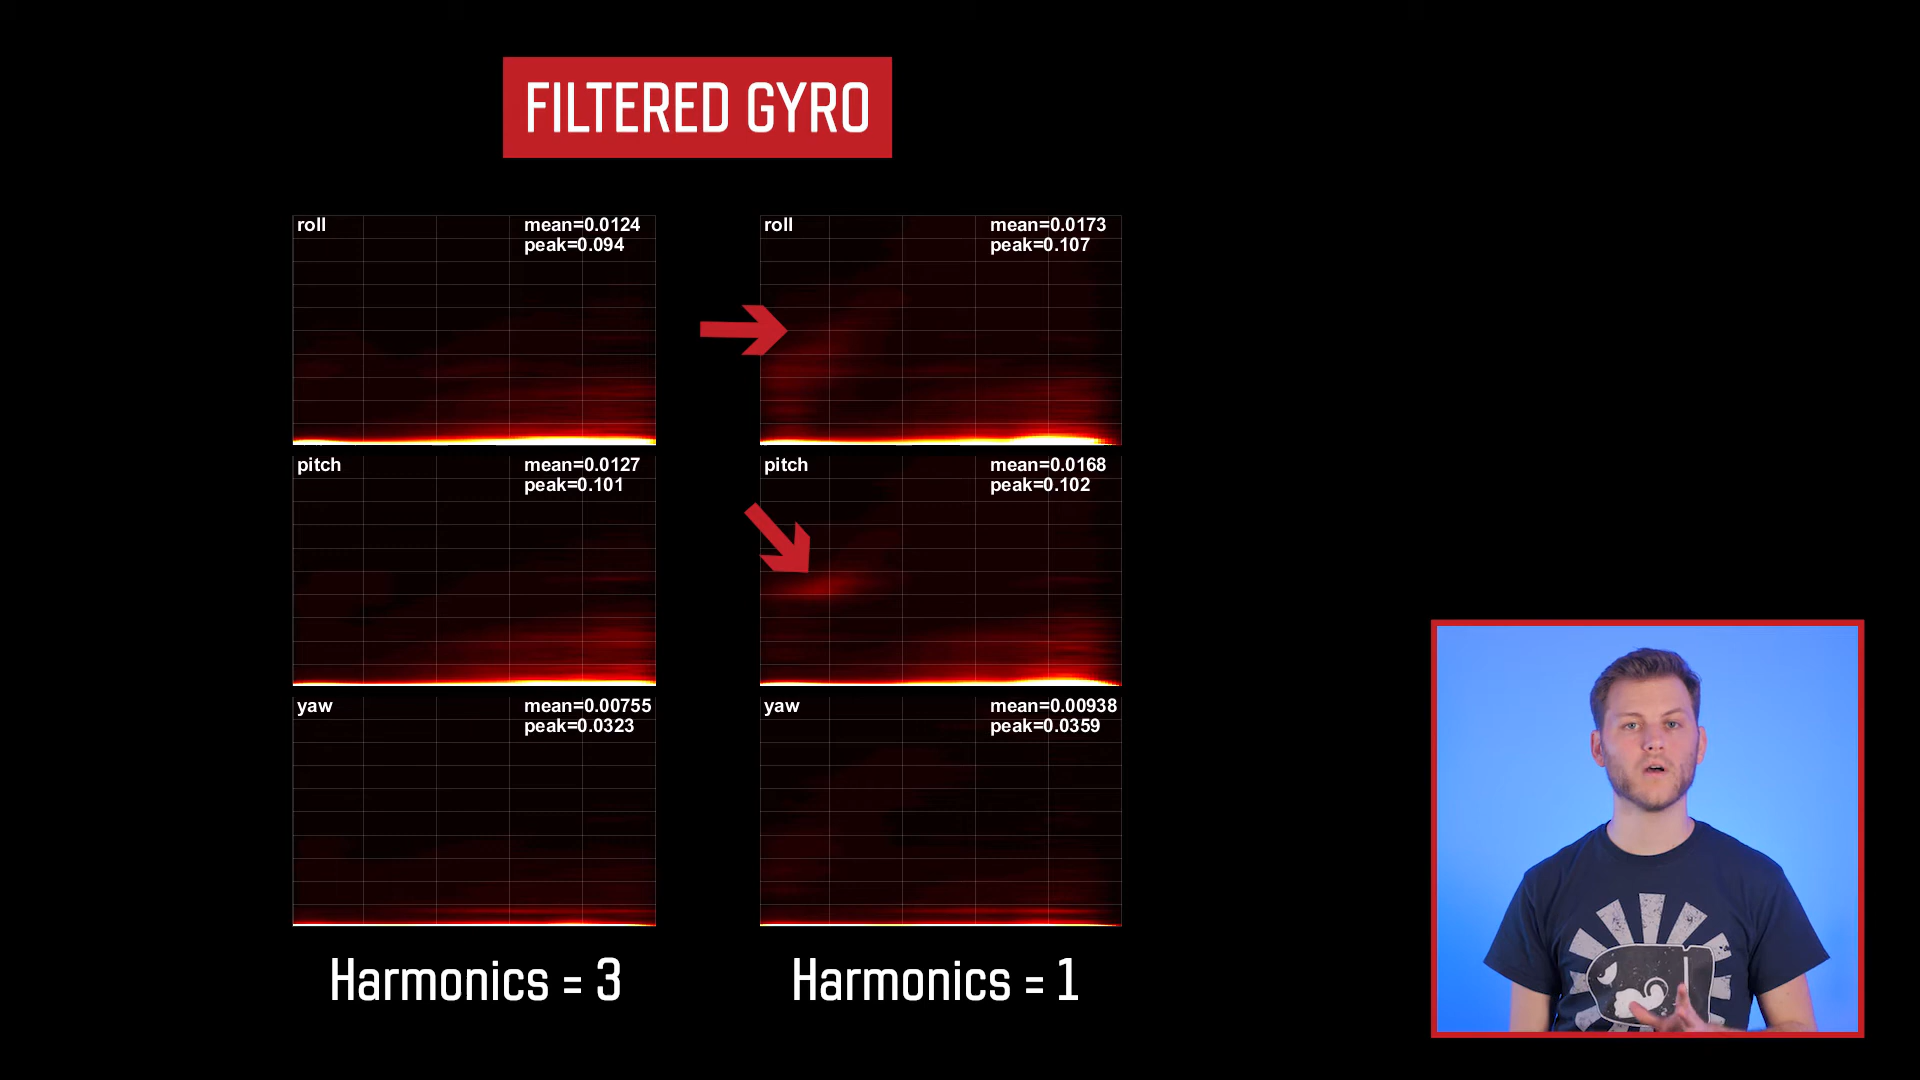 FILTERED GYRO
roll
mean=0.0124
peak=0.094
roll
mean=0.0173
peak=0.107
pitch
mean=0.0127
peak=0.101
pitch
mean=0.0168
peak=0.102
yaw
mean=0.00755
peak=0.0323
yaw
mean=0.00938
peak=0.0359
Harmonics = 3
Harmonics = 1